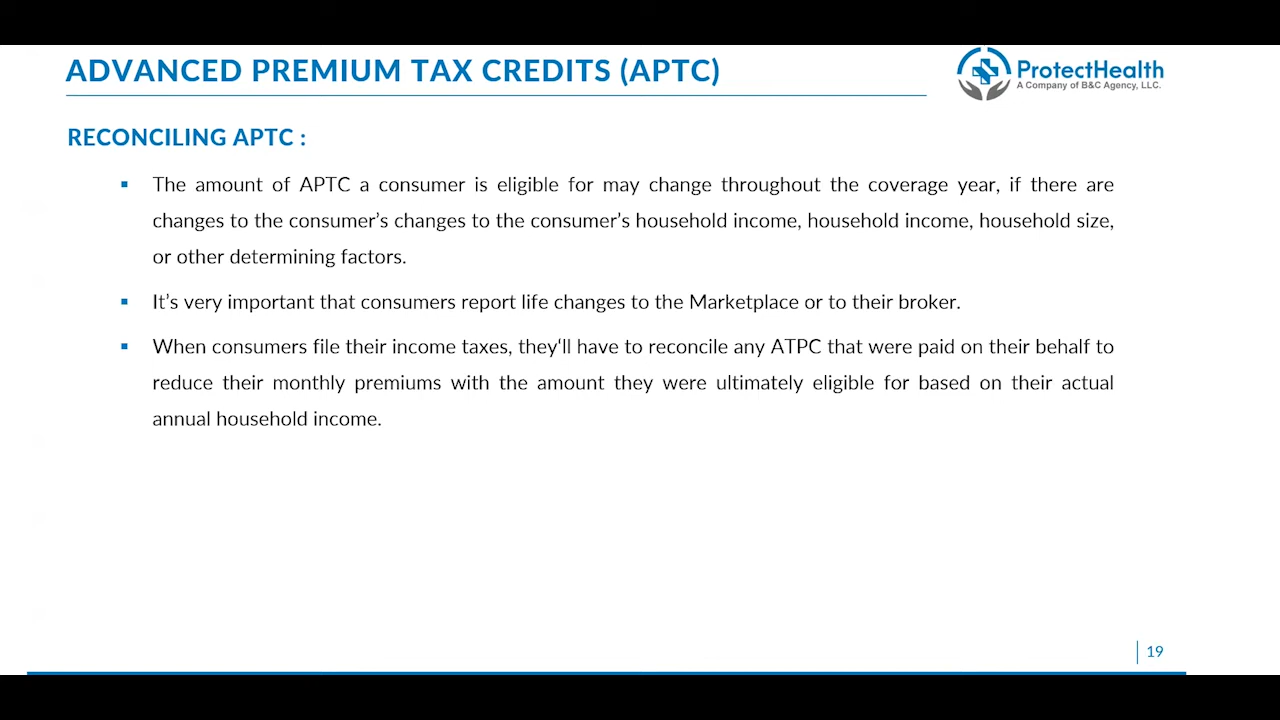 ADVANCED PREMIUM TAX CREDITS (APTC)
ProtectHealth
A Company of B&C Agency, LLC.
RECONCILING APTC :
▪ The amount of APTC a consumer is eligible for may change throughout the coverage year, if there are
changes to the consumer’s changes to the consumer’s household income, household income, household size,
or other determining factors.
▪ It’s very important that consumers report life changes to the Marketplace or to their broker.
▪ When consumers file their income taxes, they‘ll have to reconcile any ATPC that were paid on their behalf to
reduce their monthly premiums with the amount they were ultimately eligible for based on their actual
annual household income.
19